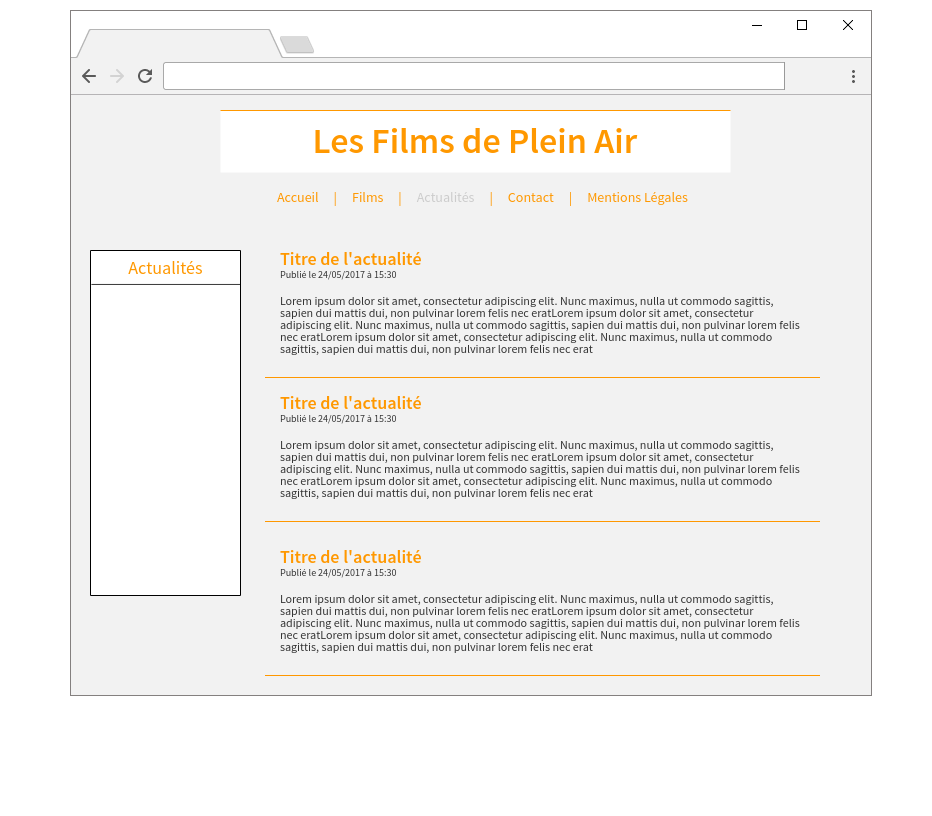 Les Films de Plein Air
Accueil | Films | Actualités | Contact | Mentions Légales
Actualités
Titre de l'actualité
Publié le 24/05/2017 à 15:30
Lorem ipsum dolor sit amet, consectetur adipiscing elit. Nunc maximus, nulla ut commodo sagittis,
sapien dui mattis dui, non pulvinar lorem felis nec eratLorem ipsum dolor sit amet, consectetur
adipiscing elit. Nunc maximus, nulla ut commodo sagittis, sapien dui mattis dui, non pulvinar lorem felis
nec eratLorem ipsum dolor sit amet, consectetur adipiscing elit. Nunc maximus, nulla ut commodo
sagittis, sapien dui mattis dui, non pulvinar lorem felis nec erat
Titre de l'actualité
Publié le 24/05/2017 à 15:30
Lorem ipsum dolor sit amet, consectetur adipiscing elit. Nunc maximus, nulla ut commodo sagittis,
sapien dui mattis dui, non pulvinar lorem felis nec eratLorem ipsum dolor sit amet, consectetur
adipiscing elit. Nunc maximus, nulla ut commodo sagittis, sapien dui mattis dui, non pulvinar lorem felis
nec eratLorem ipsum dolor sit amet, consectetur adipiscing elit. Nunc maximus, nulla ut commodo
sagittis, sapien dui mattis dui, non pulvinar lorem felis nec erat
Titre de l'actualité
Publié le 24/05/2017 à 15:30
Lorem ipsum dolor sit amet, consectetur adipiscing elit. Nunc maximus, nulla ut commodo sagittis,
sapien dui mattis dui, non pulvinar lorem felis nec eratLorem ipsum dolor sit amet, consectetur
adipiscing elit. Nunc maximus, nulla ut commodo sagittis, sapien dui mattis dui, non pulvinar lorem felis
nec eratLorem ipsum dolor sit amet, consectetur adipiscing elit. Nunc maximus, nulla ut commodo
sagittis, sapien dui mattis dui, non pulvinar lorem felis nec erat